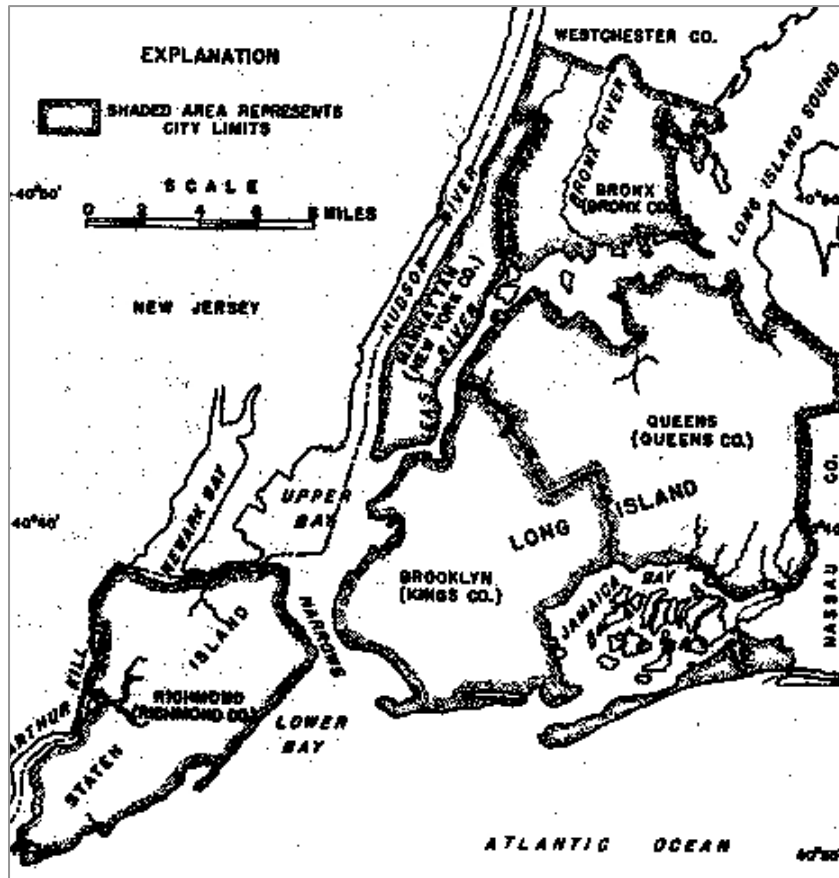 EXPLANATION
SHADED AREA REPRESENTS
CITY LIMITS
SCALE
0 2 4 6 8 MILES
WESTCHESTER CO.
LONG ISLAND SOUND
BRONX RIVER
BRONX
(BRONX CO.
40°50'
HUDSON RIVER
MANHATTAN
(NEW YORK CO.)
EAST RIVER
NEW JERSEY
QUEENS
(QUEENS CO.)
NASSAU CO.
40°40'
NEWARK BAY
UPPER
BAY
LONG ISLAND
BROOKLYN
(KINGS CO.)
JAMAICA BAY
BAY
NARROWS
ARTHUR KILL
STATEN ISLAND
RICHMOND
(RICHMOND CO.)
LOWER
BAY
ATLANTIC OCEAN